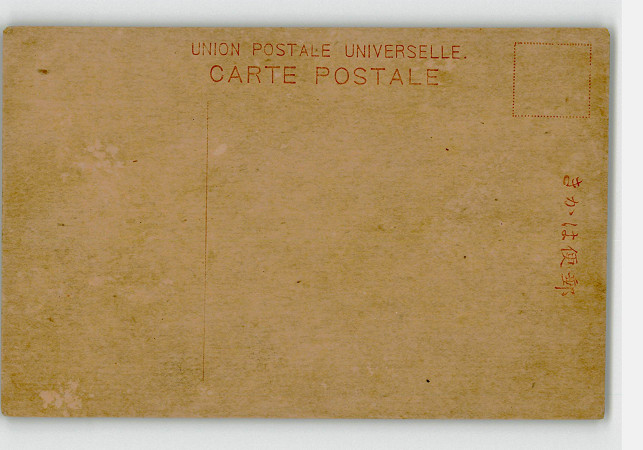 UNION POSTALE UNIVERSELLE.
CARTE POSTALE
きかは便郵